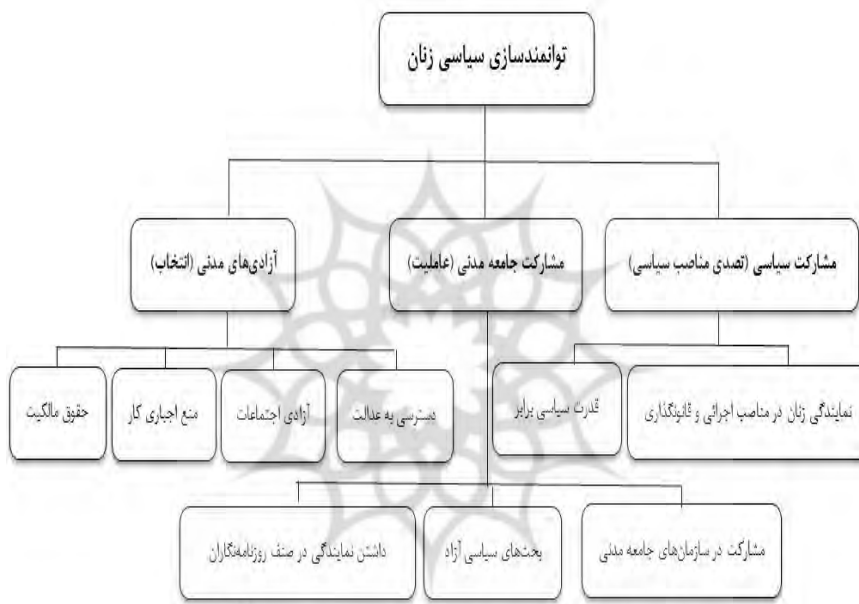 توانمندسازی سیاسی زنان
مشارکت سیاسی (تصدی مناصب سیاسی)
مشارکت جامعه مدنی (عاملیت)
آزادی‌های مدنی (انتخاب)
نمایندگی زنان در مناصب اجرائی و قانونگذاری
قدرت سیاسی برابر
دسترسی به عدالت
آزادی اجتماعات
منع اجباری کار
حقوق مالکیت
مشارکت در سازمان‌های جامعه مدنی
بحث‌های سیاسی آزاد
داشتن نمایندگی در صنف روزنامه‌نگاران